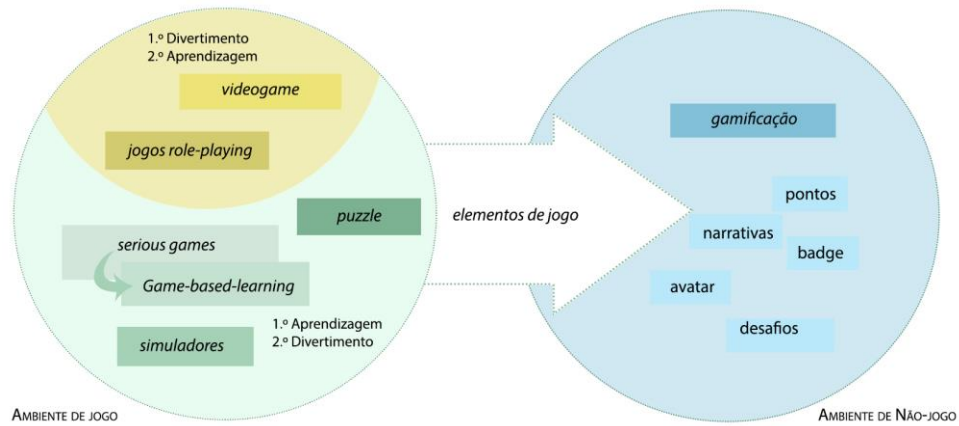 1.º Divertimento
2.º Aprendizagem
videogame
jogos role-playing
puzzle
serious games
Game-based-learning
simuladores
1.º Aprendizagem
2.º Divertimento
AMBIENTE DE JOGO
elementos de jogo
gamificação
pontos
narrativas
badge
avatar
desafios
AMBIENTE DE NÃO-JOGO